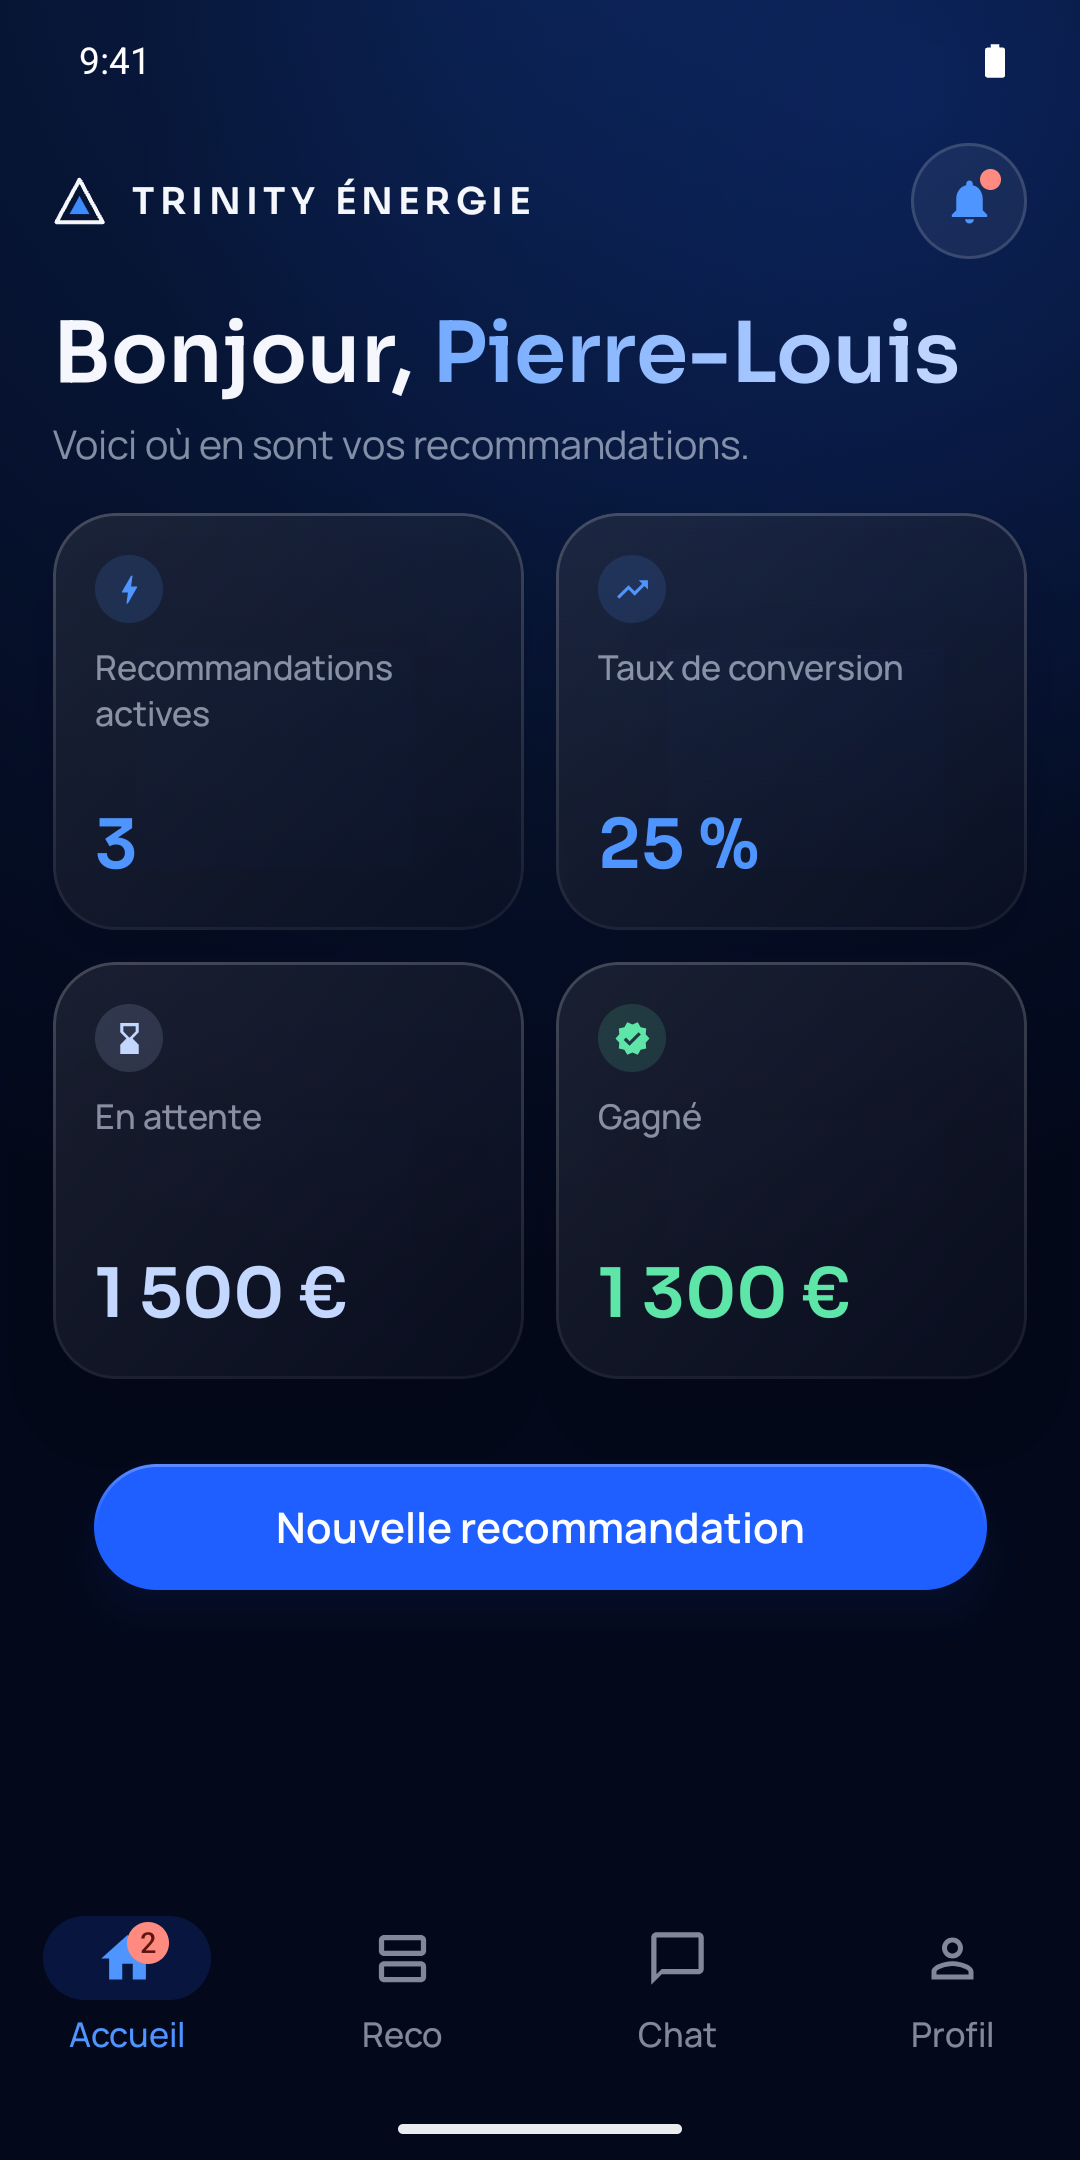 9:41
TRINITY ÉNERGIE
Bonjour, Pierre-Louis
Voici où en sont vos recommandations.
Recommandations
actives
3
Taux de conversion
25 %
En attente
1 500 €
Gagné
1 300 €
Nouvelle recommandation
2
Accueil
Reco
Chat
Profil